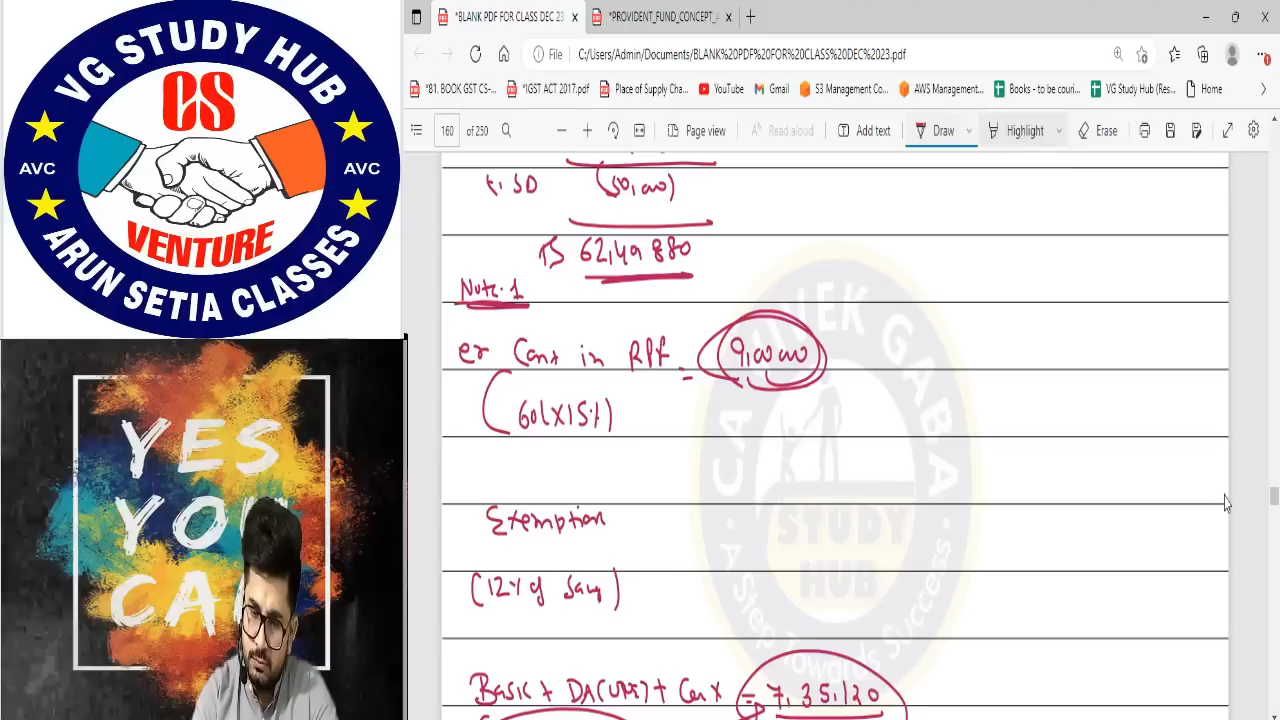 VG STUDY HUB
CS
AVC
AVC
VENTURE
ARUN SETIA CLASSES
YES
YOU
CA
*BLANK PDF FOR CLASS DEC 23
*PROVIDENT_FUND_CONCEPT_A
File
C:/Users/Admin/Documents/BLANK%20PDF%20FOR%20CLASS%20DEC%2023.pdf
*81. BOOK GST CS-...
*IGST ACT 2017.pdf
Place of Supply Cha...
YouTube
Gmail
S3 Management Co...
AWS Management...
Books - to be couri...
VG Study Hub (Res...
Home
160 of 250
Page view
Read aloud
Add text
Draw
Highlight
Erase
(50,000)
TS 62,49 880
Note-1
er Cont in RPF = 9,00 000
60L X 15%)
Exemption
(12% of Salary)
Basic + DA + Com = 7,35,120
STUDY
HUB